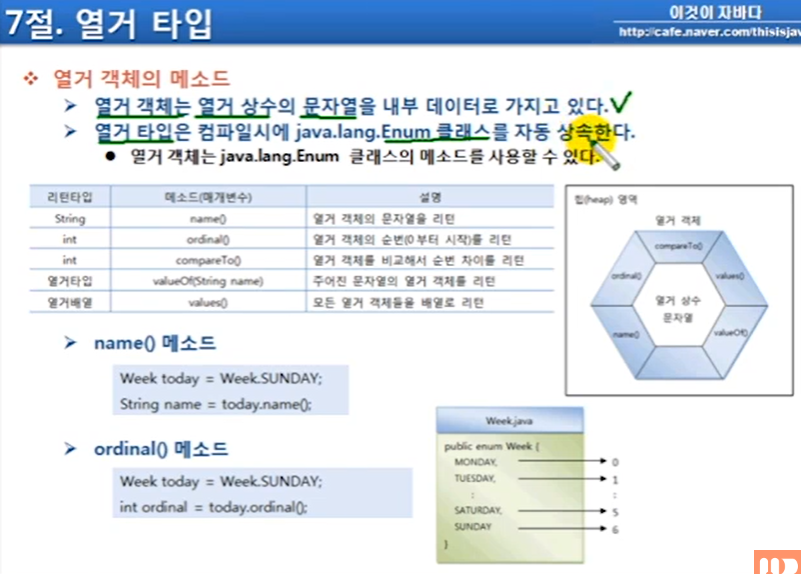 7절. 열거 타입
이것이 자바다
http://cafe.naver.com/thisisjav
❖ 열거 객체의 메소드
➢ 열거 객체는 열거 상수의 문자열을 내부 데이터로 가지고 있다.
➢ 열거 타입은 컴파일시에 java.lang.Enum 클래스를 자동 상속한다.
● 열거 객체는 java.lang.Enum 클래스의 메소드를 사용할 수 있다.
리턴타입 메소드(매개변수) 설명
String name() 열거 객체의 문자열을 리턴
int ordinal() 열거 객체의 순번(0부터 시작)를 리턴
int compareTo() 열거 객체를 비교해서 순번 차이를 리턴
열거타입 valueOf(String name) 주어진 문자열의 열거 객체를 리턴
열거배열 values() 모든 열거 객체들을 배열로 리턴
힙(heap) 영역
열거 객체
compareTo()
ordinal()
values()
열거 상수
문자열
name()
valueOf()
➢ name() 메소드
Week today = Week.SUNDAY;
String name = today.name();
➢ ordinal() 메소드
Week today = Week.SUNDAY;
int ordinal = today.ordinal();
Week.java
public enum Week {
MONDAY, 0
TUESDAY, 1
: :
SATURDAY, 5
SUNDAY 6
}